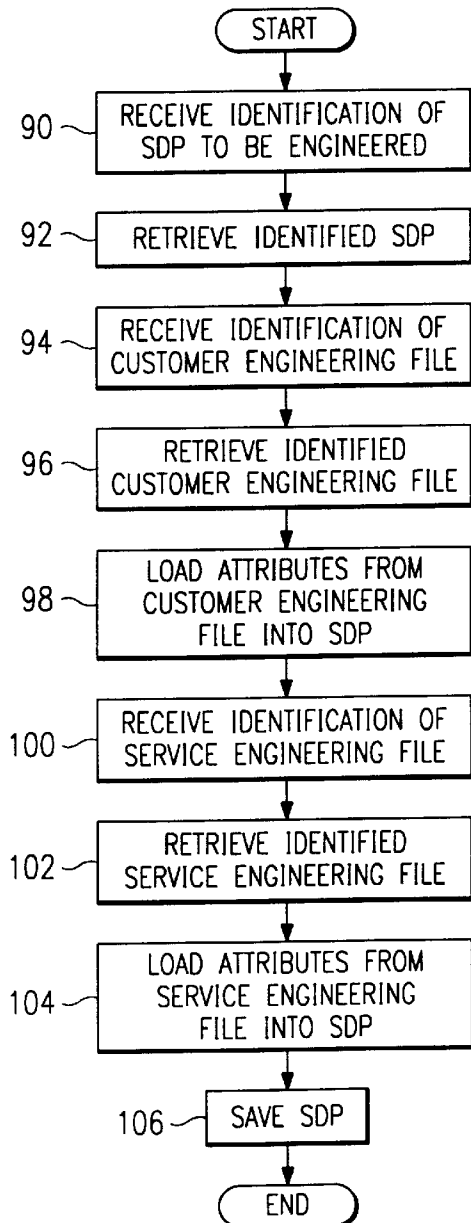 START
90
RECEIVE IDENTIFICATION OF
SDP TO BE ENGINEERED
92
RETRIEVE IDENTIFIED SDP
94
RECEIVE IDENTIFICATION OF
CUSTOMER ENGINEERING FILE
96
RETRIEVE IDENTIFIED
CUSTOMER ENGINEERING FILE
98
LOAD ATTRIBUTES FROM
CUSTOMER ENGINEERING
FILE INTO SDP
100
RECEIVE IDENTIFICATION OF
SERVICE ENGINEERING FILE
102
RETRIEVE IDENTIFIED
SERVICE ENGINEERING FILE
104
LOAD ATTRIBUTES FROM
SERVICE ENGINEERING
FILE INTO SDP
106
SAVE SDP
END